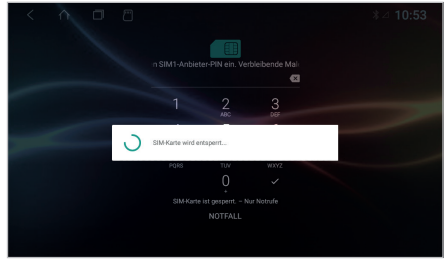 10:53
n SIM1-Anbieter-PIN ein. Verbleibende Mal
1
2
ABC
3
DEF
SIM-Karte wird entsperrt...
PQRS
TUV
WXYZ
0
+
SIM-Karte ist gesperrt. – Nur Notrufe
NOTFALL